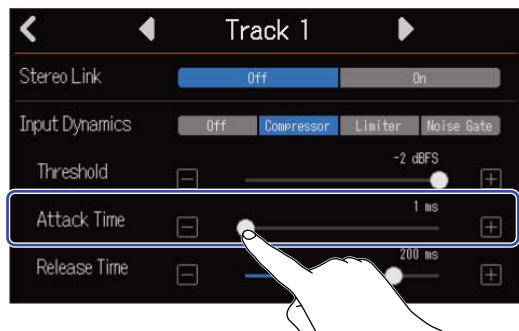 Track 1
Stereo Link Off On
Input Dynamics Off Compressor Limiter Noise Gate
Threshold -2 dBFS
Attack Time 1 ms
Release Time 200 ms